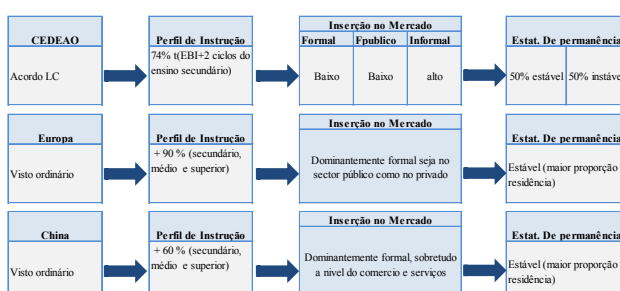 CEDEAO
Acordo LC
Perfil de Instrução
74% t(EBI+2 ciclos do
ensino secundário)
Inserção no Mercado
Formal Fpublico Informal
Baixo Baixo alto
Estat. De permanência
50% estável 50% instáve
Europa
Visto ordinário
Perfil de Instrução
+ 90 % (secundário,
médio e superior)
Inserção no Mercado
Dominantemente formal seja no
sector público como no privado
Estat. De permanência
Estável (maior proporção
residência)
China
Visto ordinário
Perfil de Instrução
+ 60 % (secundário,
médio e superior)
Inserção no Mercado
Dominantemente formal, sobretudo
a nivel do comercio e serviços
Estat. De permanência
Estável (maior proporção
residência)